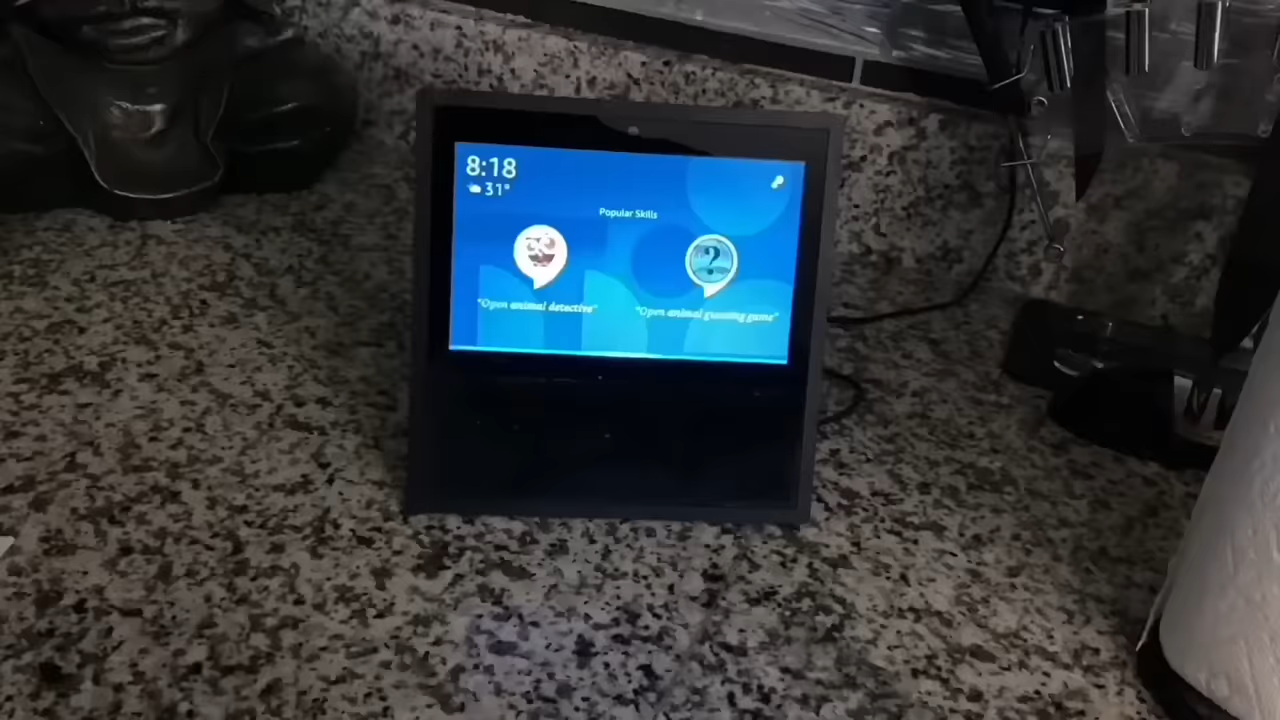 8:18
31°
Popular Skills
?
"Open animal detective"
"Open animal guessing game"